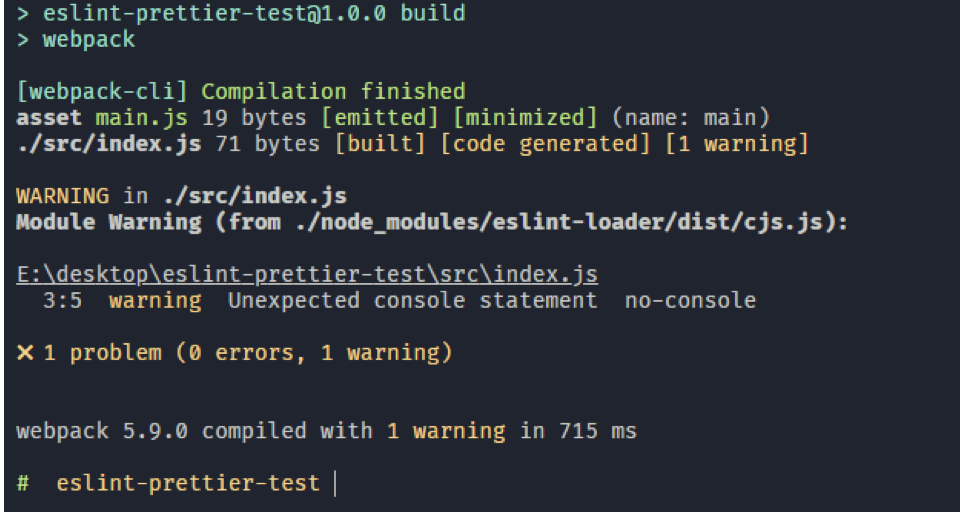 > eslint-prettier-test@1.0.0 build
> webpack
[webpack-cli] Compilation finished
asset main.js 19 bytes [emitted] [minimized] (name: main)
./src/index.js 71 bytes [built] [code generated] [1 warning]
WARNING in ./src/index.js
Module Warning (from ./node_modules/eslint-loader/dist/cjs.js):
E:\desktop\eslint-prettier-test\src\index.js
3:5  warning  Unexpected console statement  no-console
✕ 1 problem (0 errors, 1 warning)
webpack 5.9.0 compiled with 1 warning in 715 ms
#  eslint-prettier-test